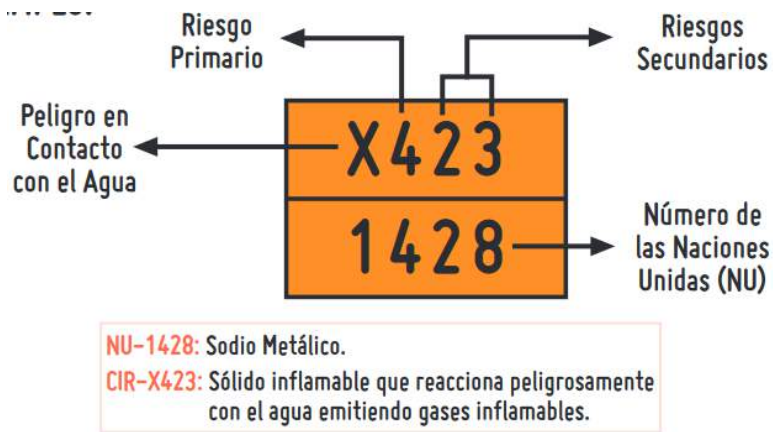 Riesgo
Primario
Riesgos
Secundarios
Peligro en
Contacto
con el Agua
X423
1428
Número de
las Naciones
Unidas (NU)
NU-1428: Sodio Metálico.
CIR-X423: Sólido inflamable que reacciona peligrosamente
con el agua emitiendo gases inflamables.